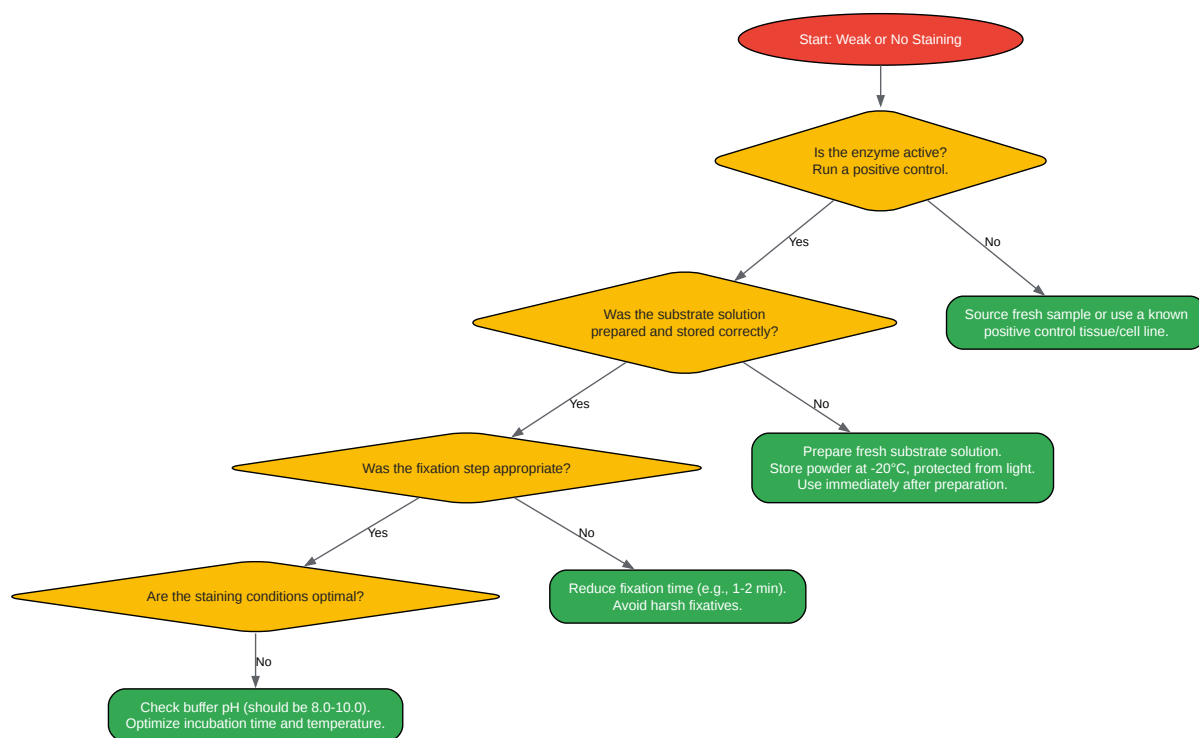 Start: Weak or No Staining
Is the enzyme active?
Run a positive control.
Yes
No
Was the substrate solution
prepared and stored correctly?
Source fresh sample or use a known
positive control tissue/cell line.
Yes
No
Was the fixation step appropriate?
Prepare fresh substrate solution.
Store powder at -20°C, protected from light.
Use immediately after preparation.
Yes
No
Are the staining conditions optimal?
Reduce fixation time (e.g., 1-2 min).
Avoid harsh fixatives.
No
Check buffer pH (should be 8.0-10.0).
Optimize incubation time and temperature.